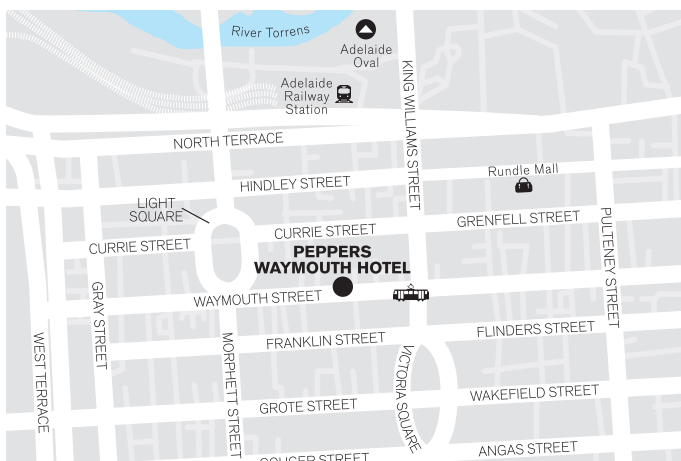 River Torrens
Adelaide
Oval
Adelaide
Railway
Station
KING WILLIAMS STREET
NORTH TERRACE
Rundle Mall
HINDLEY STREET
LIGHT
SQUARE
GRENFELL STREET
CURRIE STREET
CURRIE STREET
PULTENEY STREET
PEPPERS
WAYMOUTH HOTEL
WAYMOUTH STREET
GRAY STREET
FLINDERS STREET
FRANKLIN STREET
WEST TERRACE
MORPHETT STREET
VICTORIA SQUARE
WAKEFIELD STREET
GROTE STREET
ANGAS STREET
GOUGER STREET